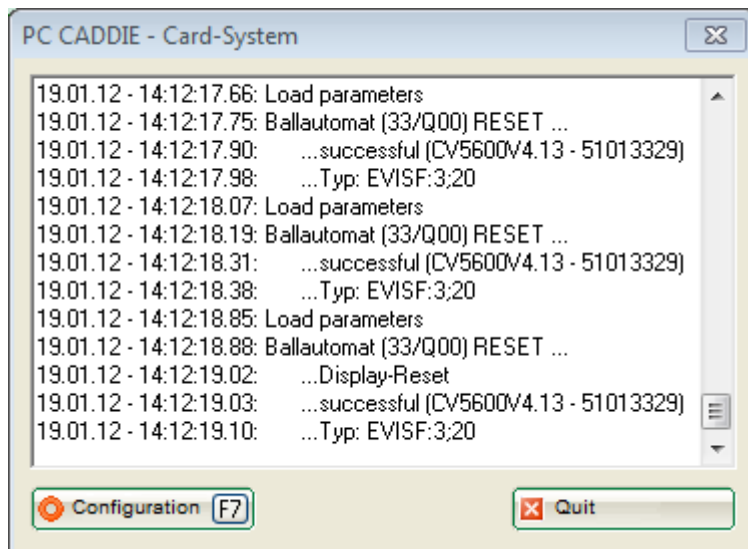 PC CADDIE - Card-System
19.01.12 - 14:12:17.66: Load parameters
19.01.12 - 14:12:17.75: Ballautomat (33/Q00) RESET ...
19.01.12 - 14:12:17.90: ...successful (CV5600V4.13 - 51013329)
19.01.12 - 14:12:17.98: ...Typ: EVISF:3;20
19.01.12 - 14:12:18.07: Load parameters
19.01.12 - 14:12:18.19: Ballautomat (33/Q00) RESET ...
19.01.12 - 14:12:18.31: ...successful (CV5600V4.13 - 51013329)
19.01.12 - 14:12:18.38: ...Typ: EVISF:3;20
19.01.12 - 14:12:18.85: Load parameters
19.01.12 - 14:12:18.88: Ballautomat (33/Q00) RESET ...
19.01.12 - 14:12:19.02: ...Display-Reset
19.01.12 - 14:12:19.03: ...successful (CV5600V4.13 - 51013329)
19.01.12 - 14:12:19.10: ...Typ: EVISF:3;20
Configuration F7 Quit